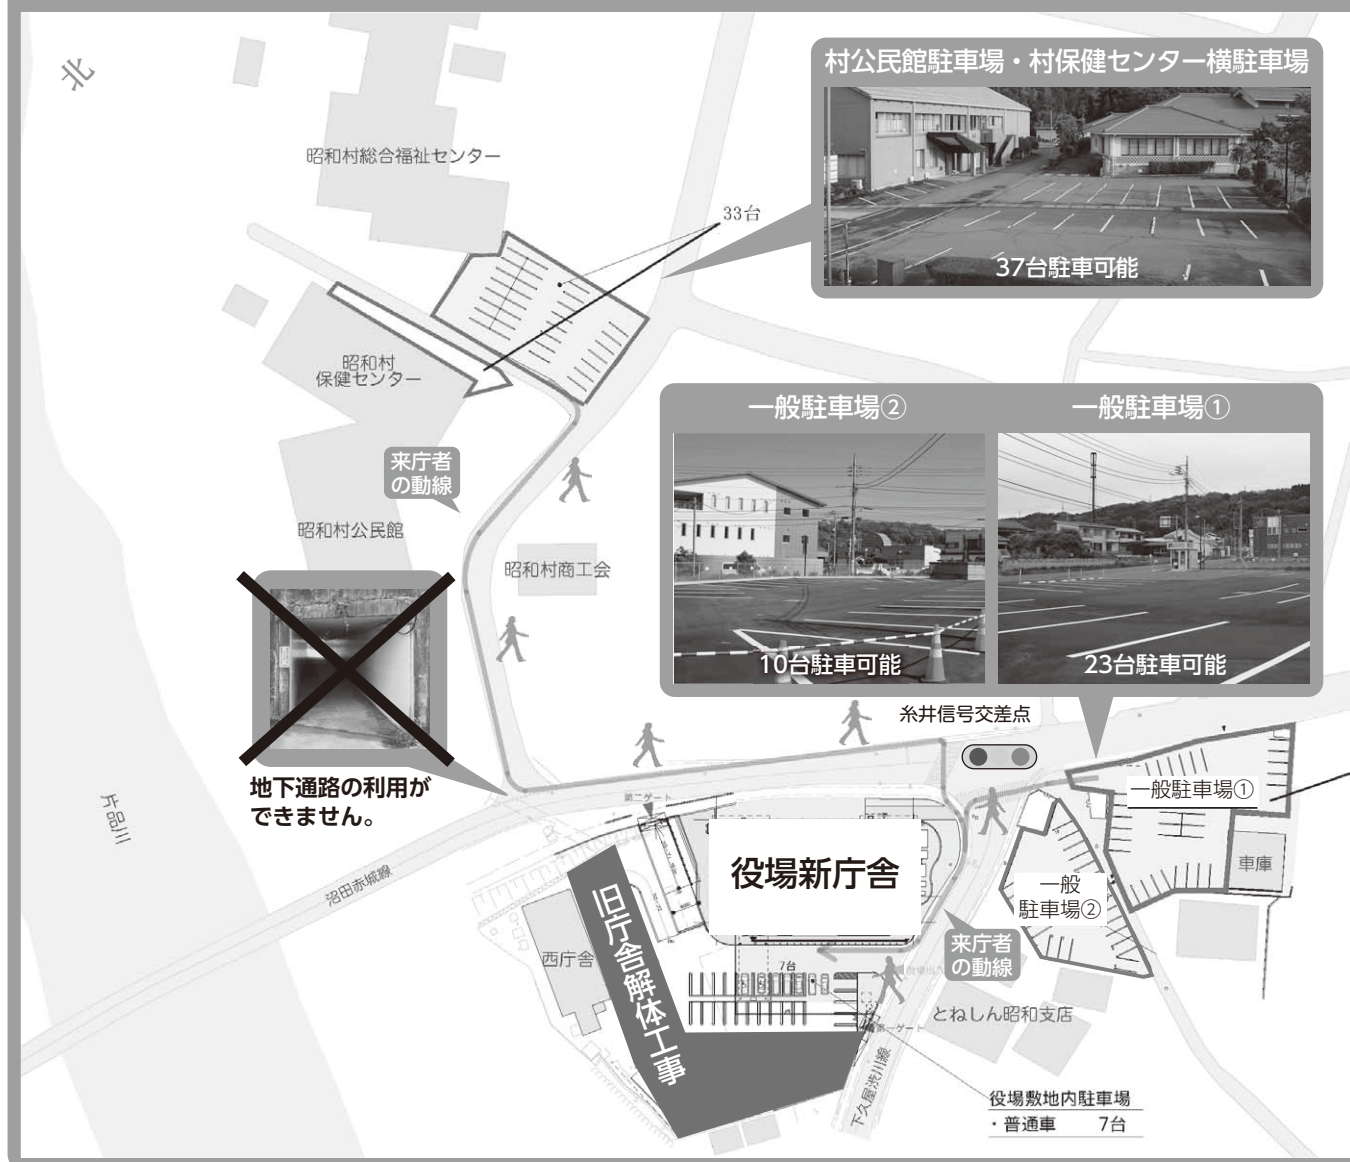 北
村公民館駐車場・村保健センター横駐車場
37台駐車可能
昭和村総合福祉センター
33台
昭和村
保健センター
一般駐車場②
一般駐車場①
10台駐車可能
23台駐車可能
来庁者
の動線
昭和村公民館
昭和村商工会
糸井信号交差点
地下通路の利用が
できません。
片品川
沼田赤城線
第二ゲート
一般駐車場①
車庫
一般
駐車場②
役場新庁舎
旧庁舎解体工事
西庁舎
7台
来庁者
の動線
とねしん昭和支店
第一ゲート
下久屋渋川線
役場敷地内駐車場
・普通車 7台